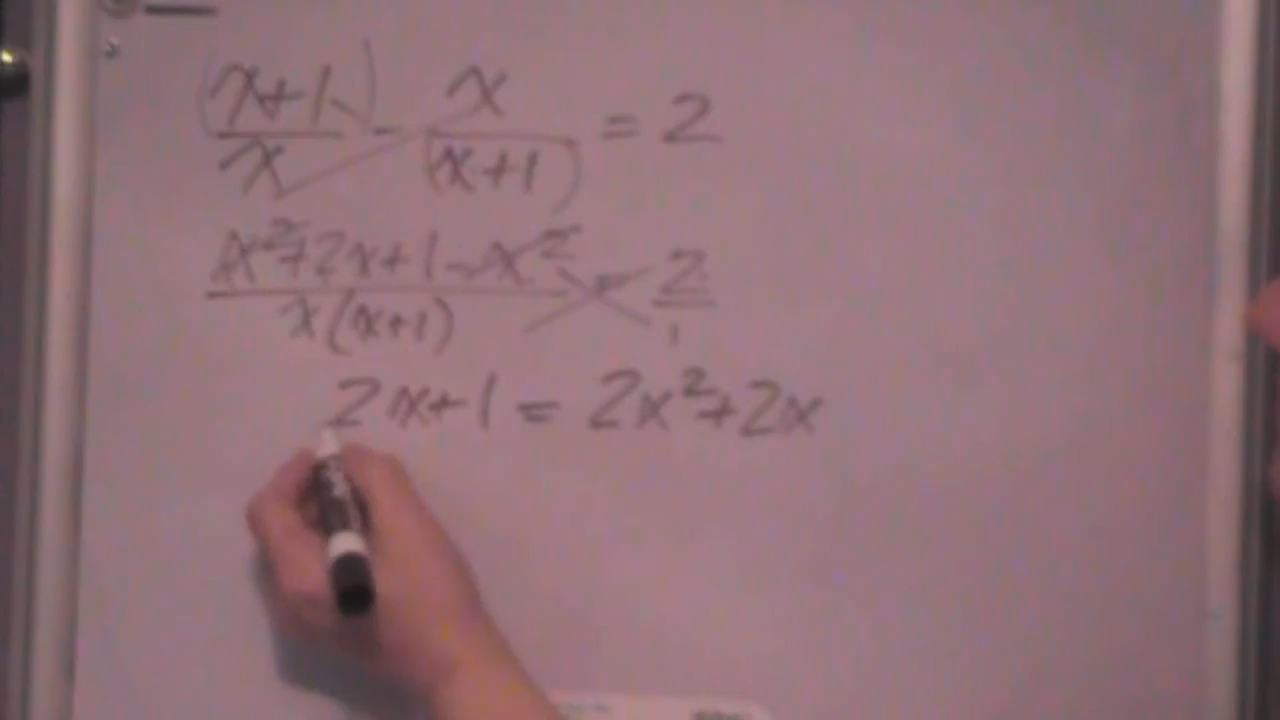 (x+1)/x - x/(x+1) = 2
x²+2x+1-x²/x(x+1) = 2/1
2x+1 = 2x²+2x